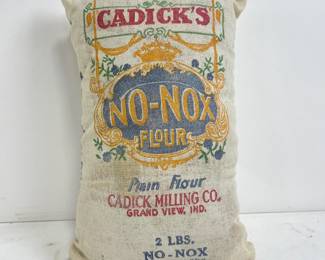 CADICK'S
NO-NOX
FLOUR
Plain Flour
CADICK MILLING CO.
GRAND VIEW, IND.
2 LBS.
NO-NOX